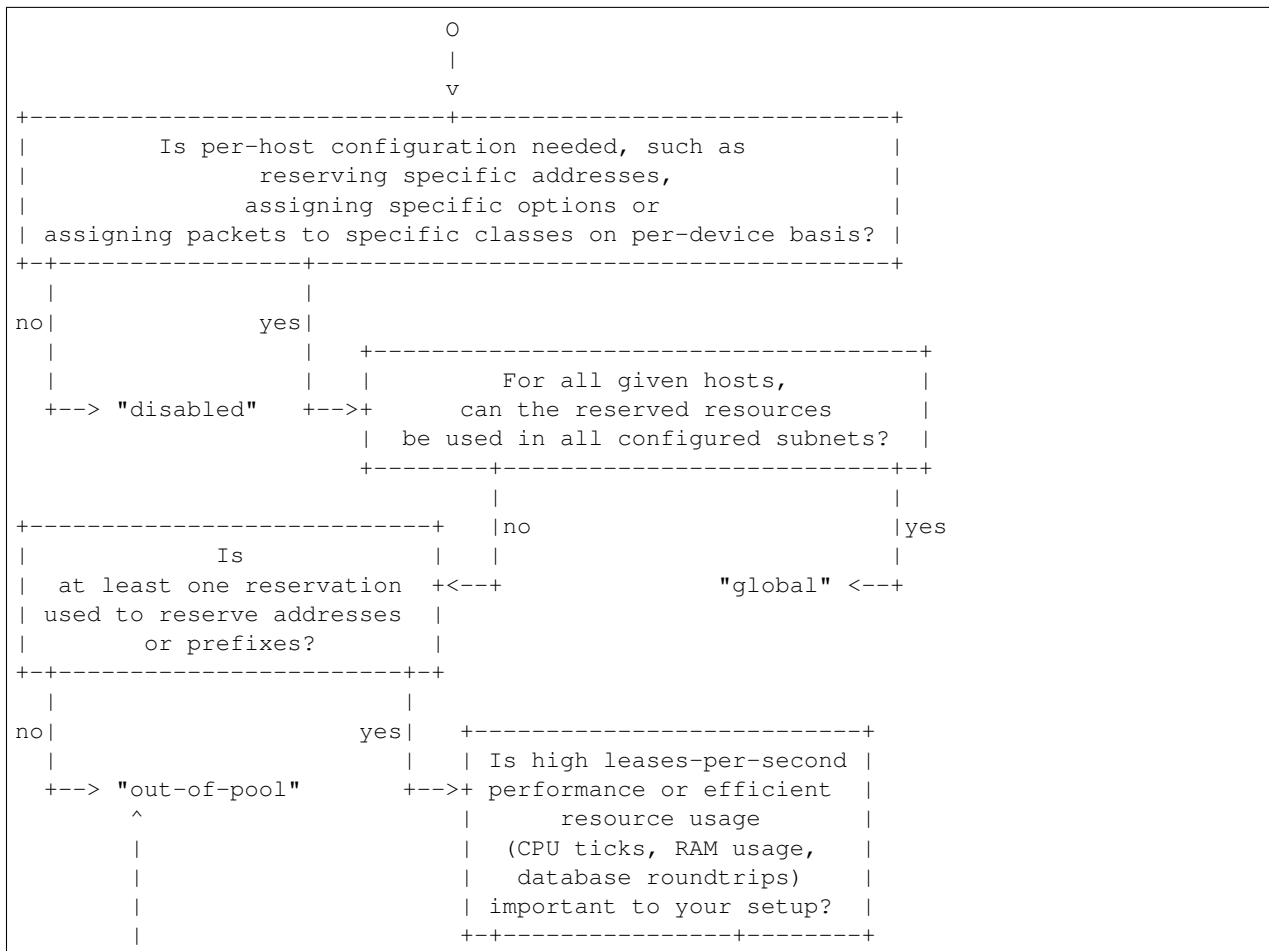 O
                              |
                              v
+-----------------------------+------------------------------+
|         Is per-host configuration needed, such as          |
|                reserving specific addresses,               |
|               assigning specific options or                |
| assigning packets to specific classes on per-device basis? |
+-+-----------------+----------------------------------------+
  |                 |
no|              yes|
  |                 |   +--------------------------------------+
  |                 |   |         For all given hosts,         |
  +--> "disabled"   +-->+      can the reserved resources      |
                        |  be used in all configured subnets?  |
                        +--------+---------------------------+-+
                                 |                           |
+----------------------------+   |no                         |yes
|             Is             |   |                           |
|  at least one reservation  +<--+               "global" <--+
| used to reserve addresses  |
|        or prefixes?        |
+-+------------------------+-+
  |                        |
no|                     yes|   +---------------------------+
  |                        |   | Is high leases-per-second |
  +--> "out-of-pool"       +-->+ performance or efficient  |
        ^                      |      resource usage       |
        |                      |  (CPU ticks, RAM usage,   |
        |                      |   database roundtrips)    |
        |                      | important to your setup?  |
        |                      +-+----------------+--------+